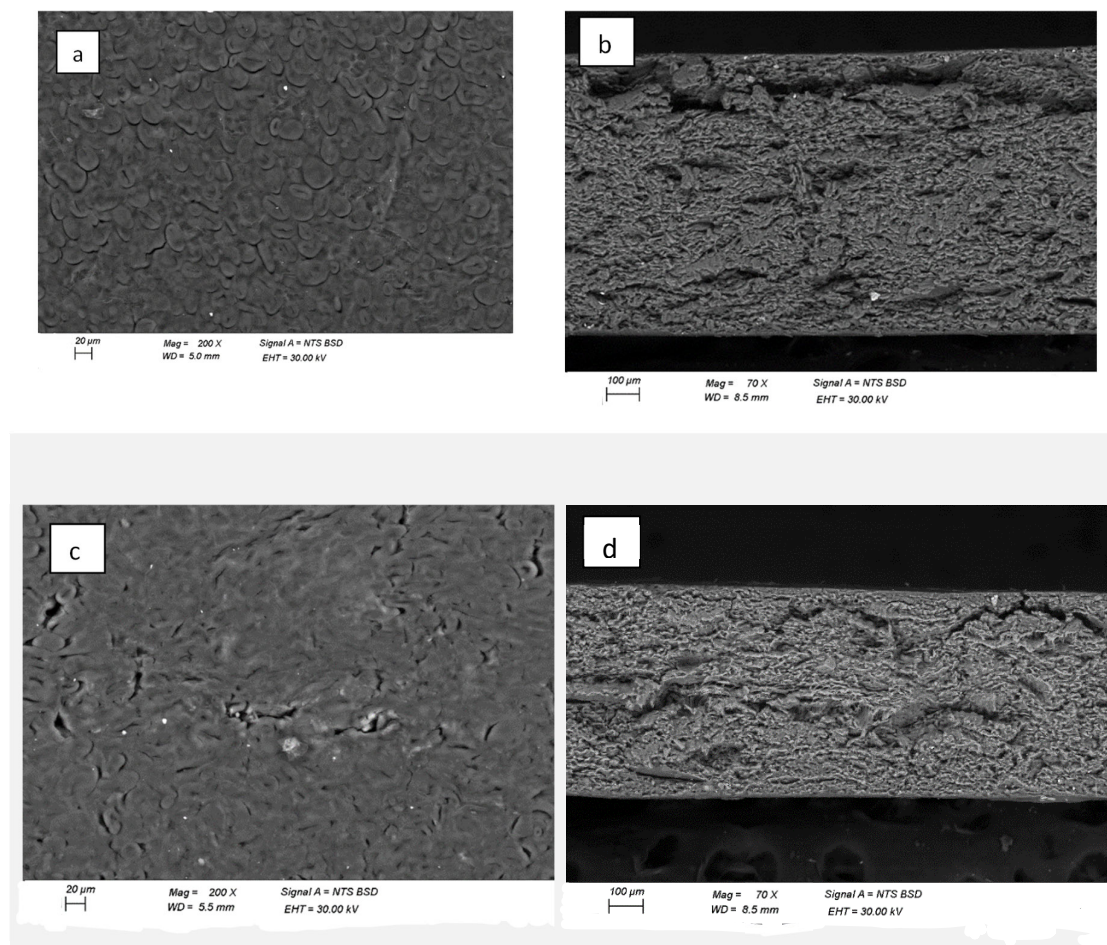 a
20 µm
Mag = 200 X
Signal A = NTS BSD
WD = 5.0 mm
EHT = 30.00 kV
b
100 µm
Mag = 70 X
Signal A = NTS BSD
WD = 8.5 mm
EHT = 30.00 kV
c
20 µm
Mag = 200 X
Signal A = NTS BSD
WD = 5.5 mm
EHT = 30.00 kV
d
100 µm
Mag = 70 X
Signal A = NTS BSD
WD = 8.5 mm
EHT = 30.00 kV